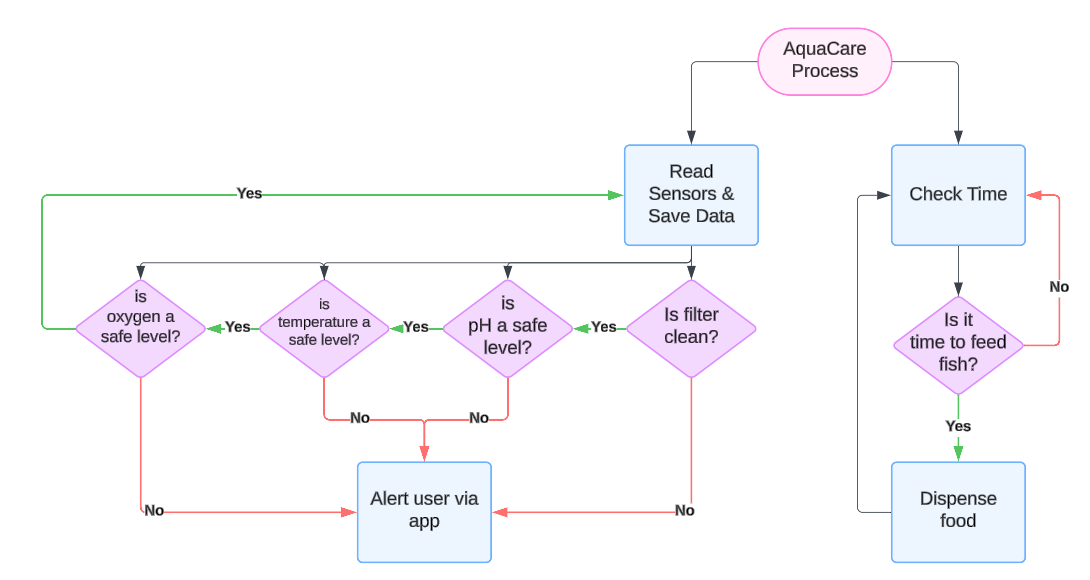 AquaCare
Process
Read
Sensors &
Save Data
Check Time
Yes
No
is
oxygen a
safe level?
Yes
is
temperature a
safe level?
Yes
is
pH a safe
level?
Yes
Is filter
clean?
Is it
time to feed
fish?
No
No
Yes
Alert user via
app
No
No
Dispense
food